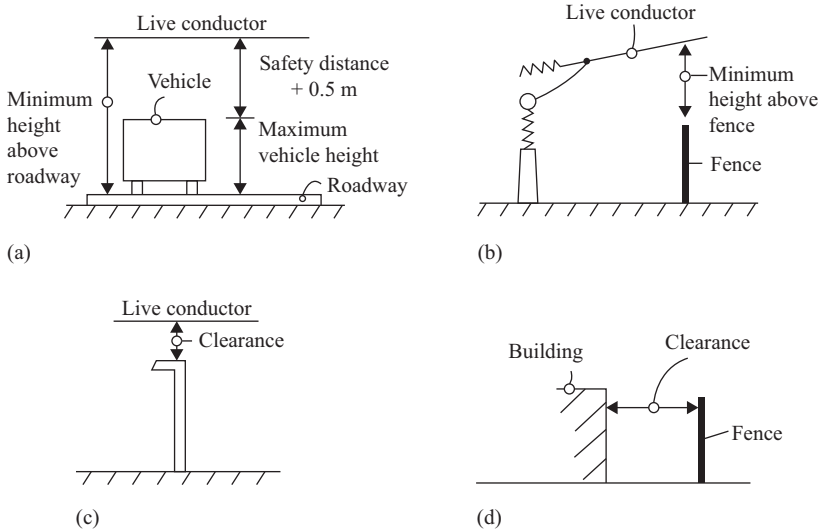 Live conductor
Vehicle
Safety distance
+ 0.5 m
Minimum
height
above
roadway
Maximum
vehicle height
Roadway
(a)
Live conductor
Minimum
height above
fence
Fence
(b)
Live conductor
Clearance
(c)
Building
Clearance
Fence
(d)